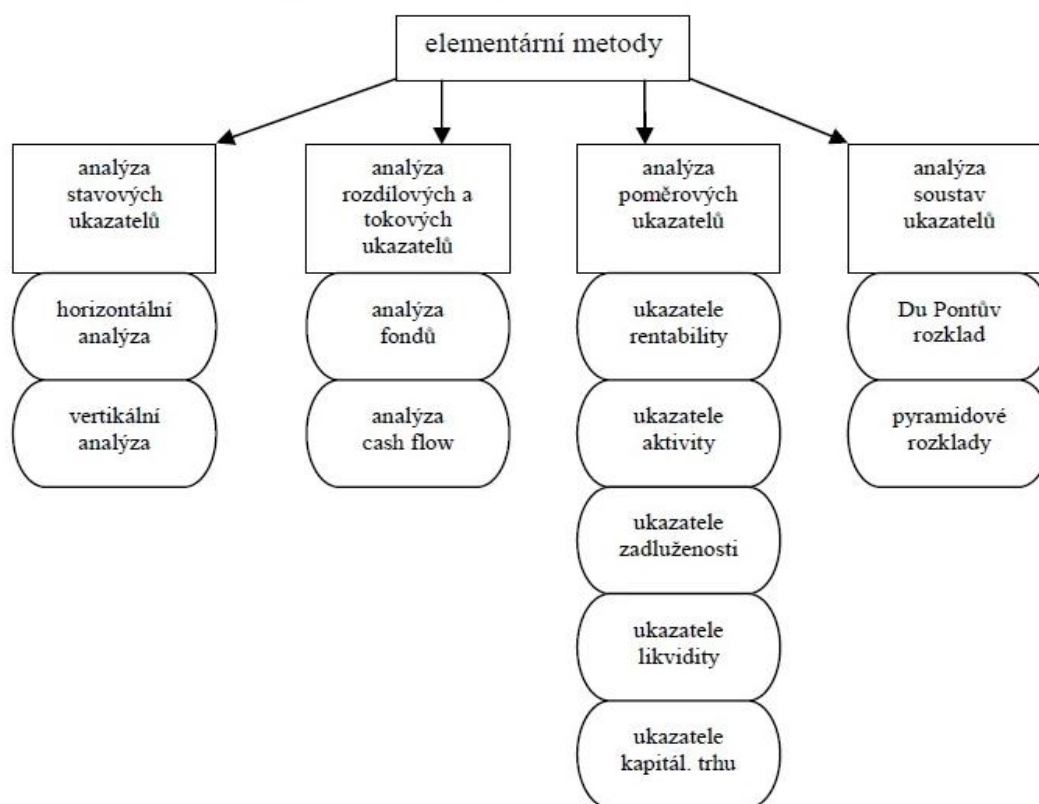 elementární metody
analýza
stavových
ukazatelů
horizontální
analýza
vertikální
analýza
analýza
rozdílových a
tokových
ukazatelů
analýza
fondů
analýza
cash flow
analýza
poměrových
ukazatelů
ukazatele
rentability
ukazatele
aktivity
ukazatele
zadluženosti
ukazatele
likvidity
ukazatele
kapitál. trhu
analýza
soustav
ukazatelů
Du Pontův
rozklad
pyramidové
rozklady